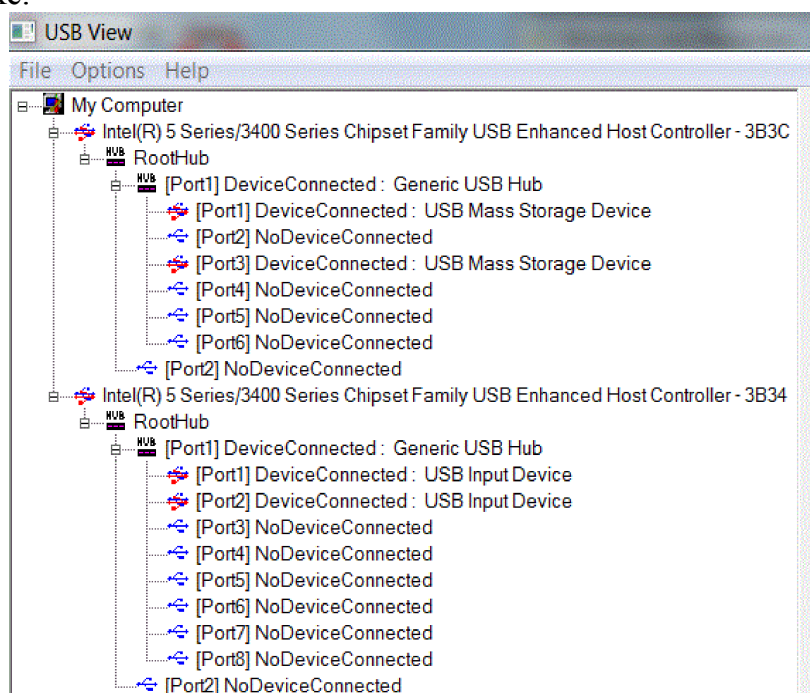 USB View
File Options Help
My Computer
Intel(R) 5 Series/3400 Series Chipset Family USB Enhanced Host Controller - 3B3C
HUB RootHub
HUB [Port1] DeviceConnected : Generic USB Hub
[Port1] DeviceConnected : USB Mass Storage Device
[Port2] NoDeviceConnected
[Port3] DeviceConnected : USB Mass Storage Device
[Port4] NoDeviceConnected
[Port5] NoDeviceConnected
[Port6] NoDeviceConnected
[Port2] NoDeviceConnected
Intel(R) 5 Series/3400 Series Chipset Family USB Enhanced Host Controller - 3B34
HUB RootHub
HUB [Port1] DeviceConnected : Generic USB Hub
[Port1] DeviceConnected : USB Input Device
[Port2] DeviceConnected : USB Input Device
[Port3] NoDeviceConnected
[Port4] NoDeviceConnected
[Port5] NoDeviceConnected
[Port6] NoDeviceConnected
[Port7] NoDeviceConnected
[Port8] NoDeviceConnected
[Port2] NoDeviceConnected